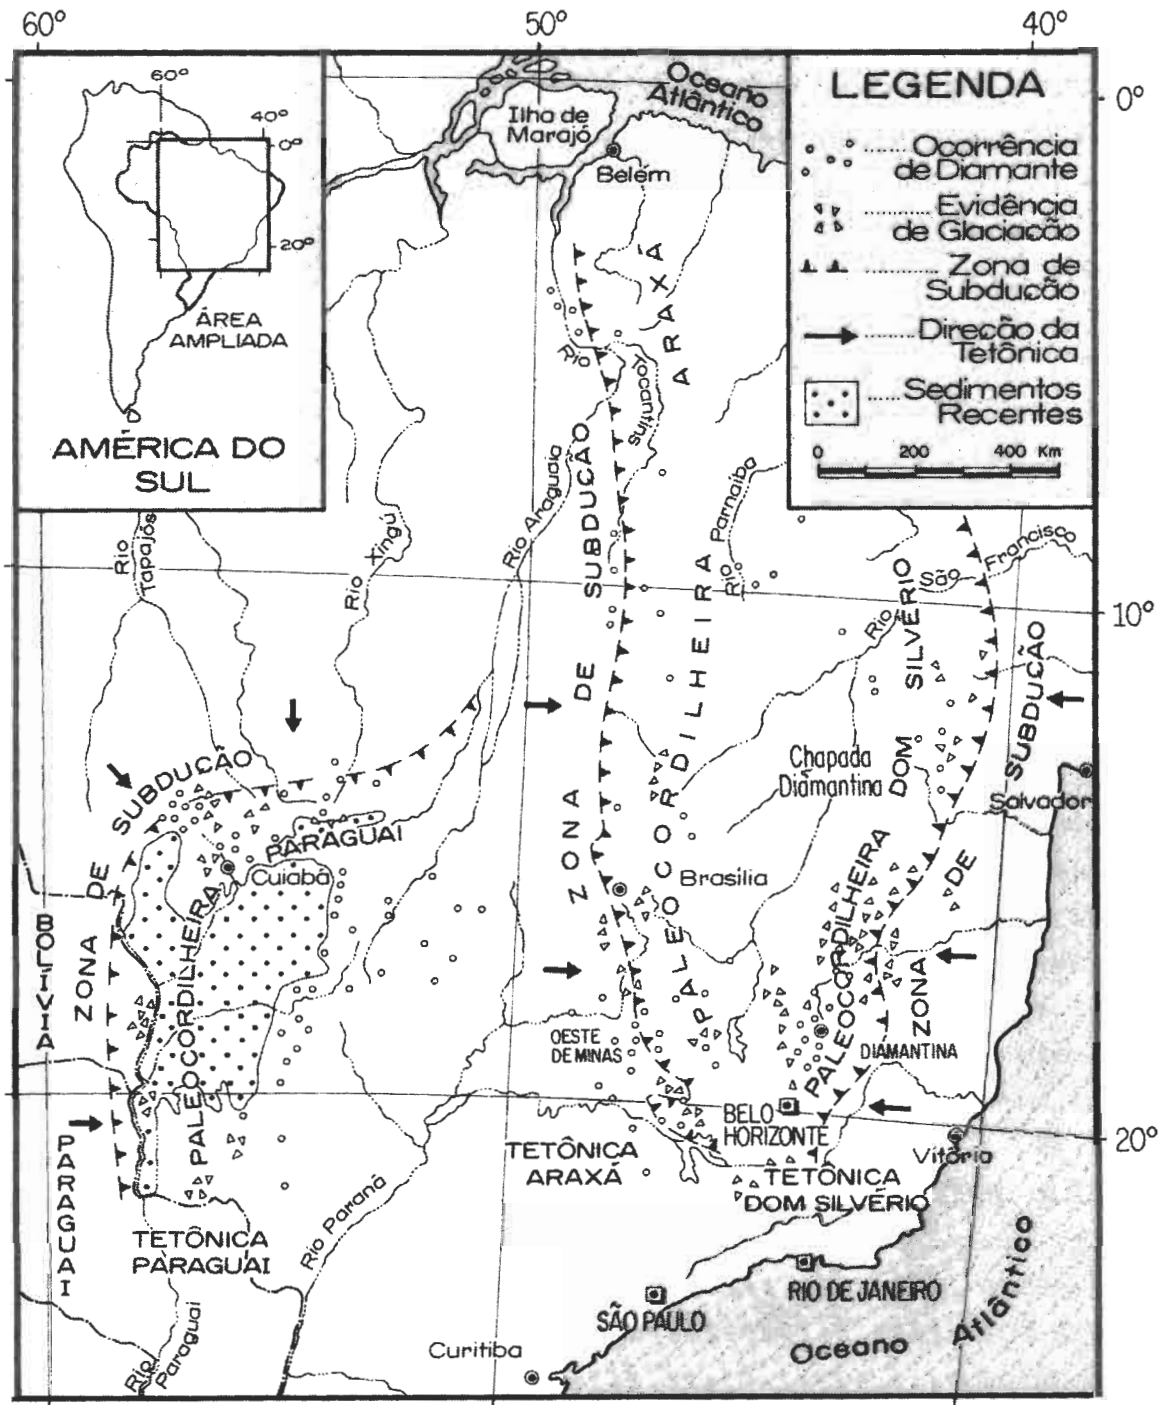 60°
50°
40°
0°
10°
20°
60°
40°
0°
20°
ÁREA
AMPLIADA
AMÉRICA DO
SUL
LEGENDA
Ocorrência
de Diamante
Evidência
de Glaciação
Zona de
Subducão
Direção da
Tetônica
Sedimentos
Recentes
0 200 400 Km
Oceano
Atlântico
Ilha de
Marajó
Belém
ARAXÁ
Rio
Tocantins
Rio Araguaia
Rio
Parnaíba
Rio
Xingú
Rio
Tapajós
São
Francisco
Rio
ZONA DE SUBDUÇÃO
PALEOCORDILHEIRA
DOM SILVÉRIO
ZONA DE SUBDUÇÃO
PALEOCORDILHEIRA
Chapada
Diamantina
Salvador
ZONA DE SUBDUCÃO
PARAGUAI
PALEOCORDILHEIRA
Cuiabá
Brasilia
BOLÍVIA
PARAGUAI
OESTE
DE MINAS
DIAMANTINA
BELO
HORIZONTE
Vitória
TETÔNICA
ARAXÁ
TETÔNICA
DOM SILVÉRIO
TETÔNICA
PARAGUAI
Rio Paraná
Rio
Paraguai
RIO DE JANEIRO
SÃO PAULO
Curitiba
Oceano
Atlântico